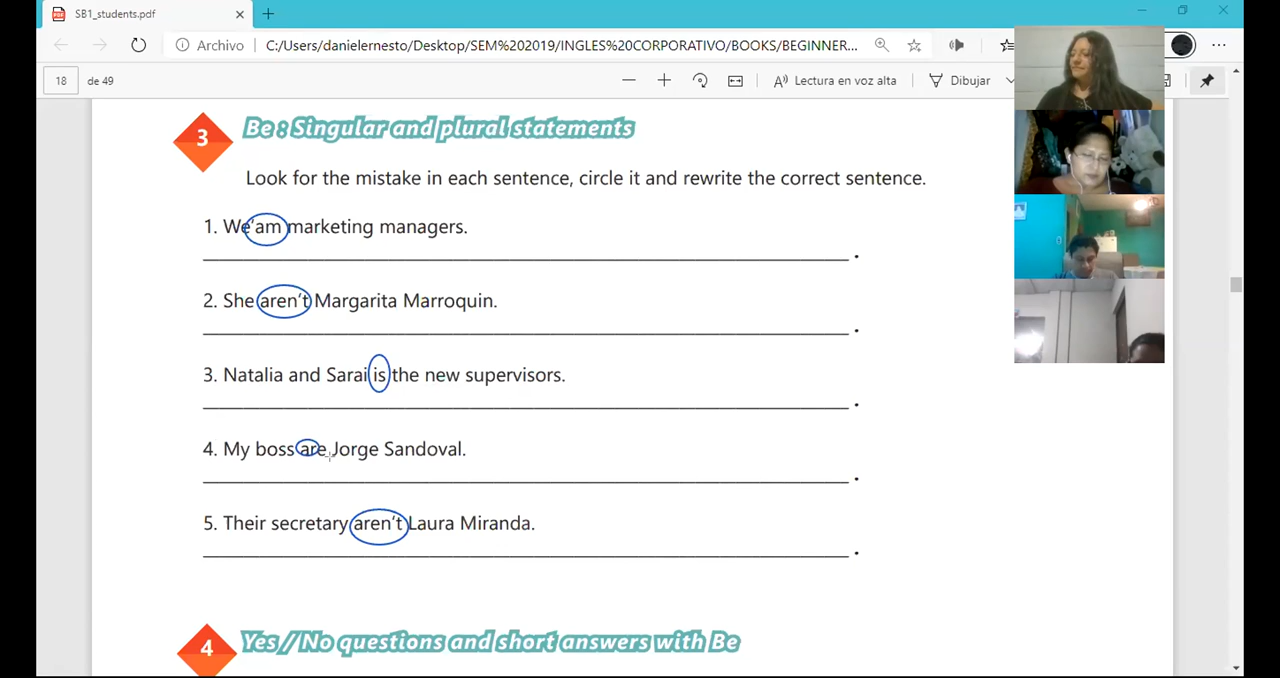 SB1_students.pdf
Archivo C:/Users/danielernesto/Desktop/SEM%202019/INGLES%20CORPORATIVO/BOOKS/BEGINNER...
18 de 49 Lectura en voz alta Dibujar
3 Be : Singular and plural statements
Look for the mistake in each sentence, circle it and rewrite the correct sentence.
1. We'am marketing managers.
2. She aren't Margarita Marroquin.
3. Natalia and Sarai is the new supervisors.
4. My boss are Jorge Sandoval.
5. Their secretary aren't Laura Miranda.
4 Yes / No questions and short answers with Be